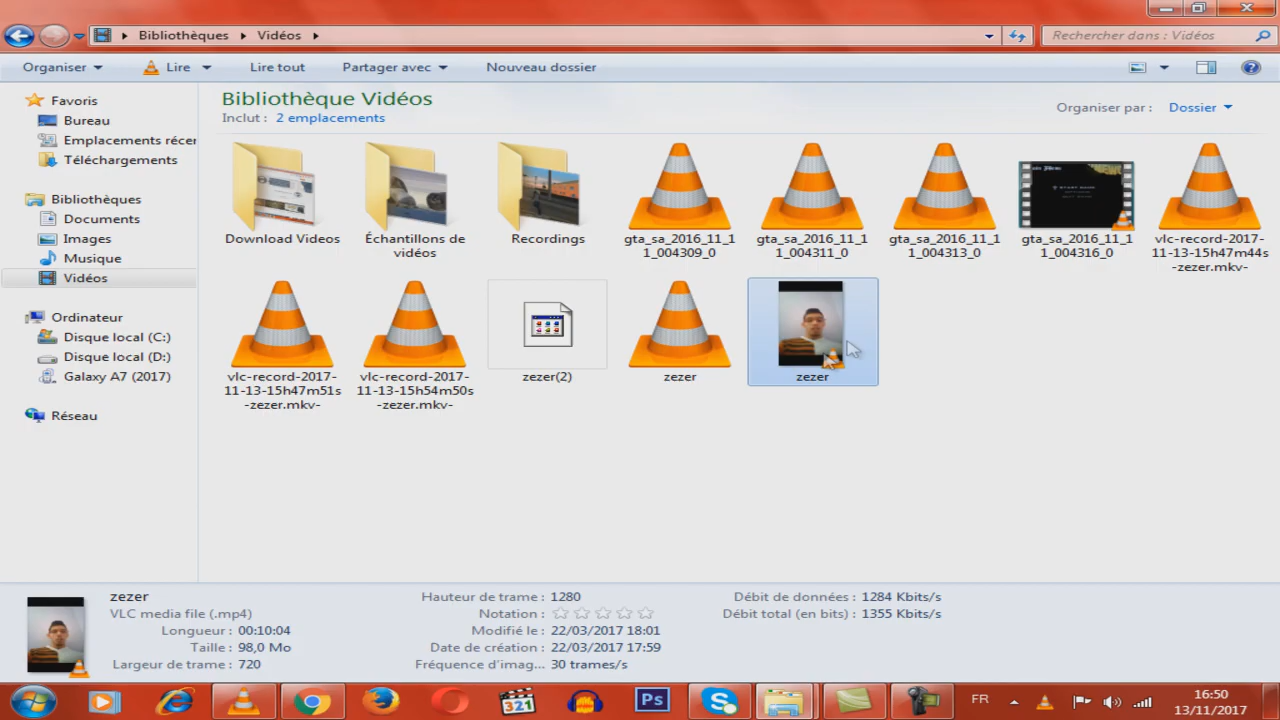 Bibliothèques
Vidéos
Rechercher dans : Vidéos
Organiser
Lire
Lire tout
Partager avec
Nouveau dossier
Favoris
Bureau
Emplacements récer
Téléchargements
Bibliothèques
Documents
Images
Musique
Vidéos
Ordinateur
Disque local (C:)
Disque local (D:)
Galaxy A7 (2017)
Réseau
Bibliothèque Vidéos
Inclut : 2 emplacements
Organiser par : Dossier
Download Videos
Échantillons de
vidéos
Recordings
gta_sa_2016_11_1
1_004309_0
gta_sa_2016_11_1
1_004311_0
gta_sa_2016_11_1
1_004313_0
gta_sa_2016_11_1
1_004316_0
vlc-record-2017-
11-13-15h47m44s
-zezer.mkv-
vlc-record-2017-
11-13-15h47m51s
-zezer.mkv-
vlc-record-2017-
11-13-15h54m50s
-zezer.mkv-
zezer(2)
zezer
zezer
zezer
VLC media file (.mp4)
Longueur : 00:10:04
Taille : 98,0 Mo
Largeur de trame : 720
Hauteur de trame : 1280
Notation :
Modifié le : 22/03/2017 18:01
Date de création : 22/03/2017 17:59
Fréquence d'imag... 30 trames/s
Débit de données : 1284 Kbits/s
Débit total (en bits) : 1355 Kbits/s
321
Ps
FR
16:50
13/11/2017